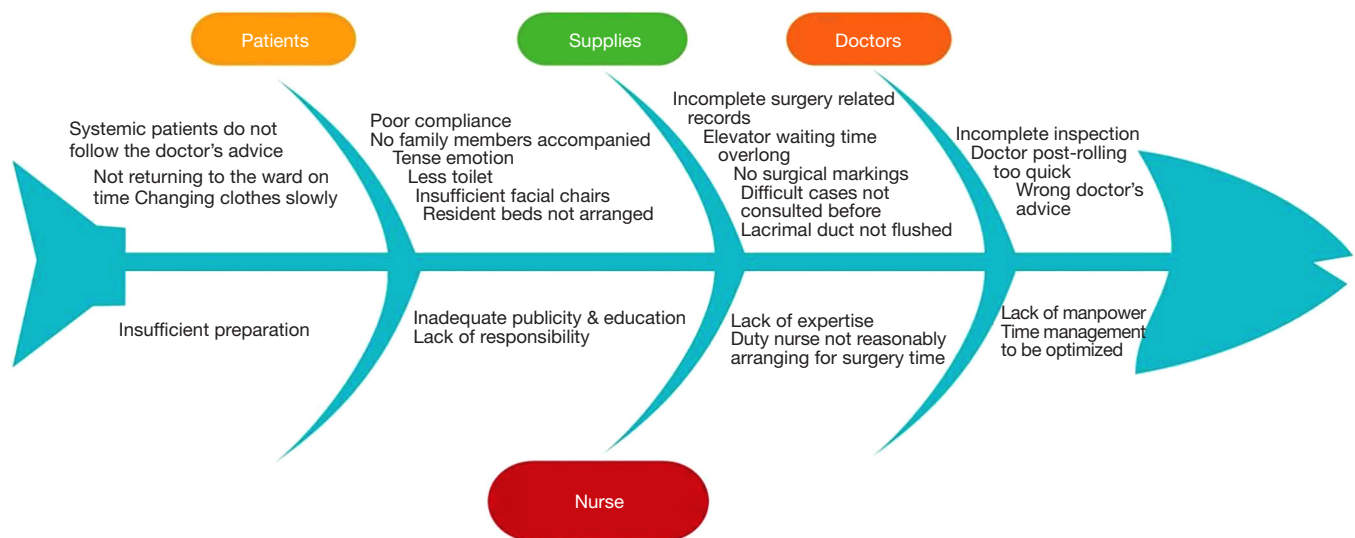 Patients
Supplies
Doctors
Systemic patients do not
follow the doctor's advice
Not returning to the ward on
time Changing clothes slowly
Poor compliance
No family members accompanied
Tense emotion
Less toilet
Insufficient facial chairs
Resident beds not arranged
Incomplete surgery related
records
Elevator waiting time
overlong
No surgical markings
Difficult cases not
consulted before
Lacrimal duct not flushed
Incomplete inspection
Doctor post-rolling
too quick
Wrong doctor's
advice
Insufficient preparation
Inadequate publicity & education
Lack of responsibility
Lack of expertise
Duty nurse not reasonably
arranging for surgery time
Lack of manpower
Time management
to be optimized
Nurse